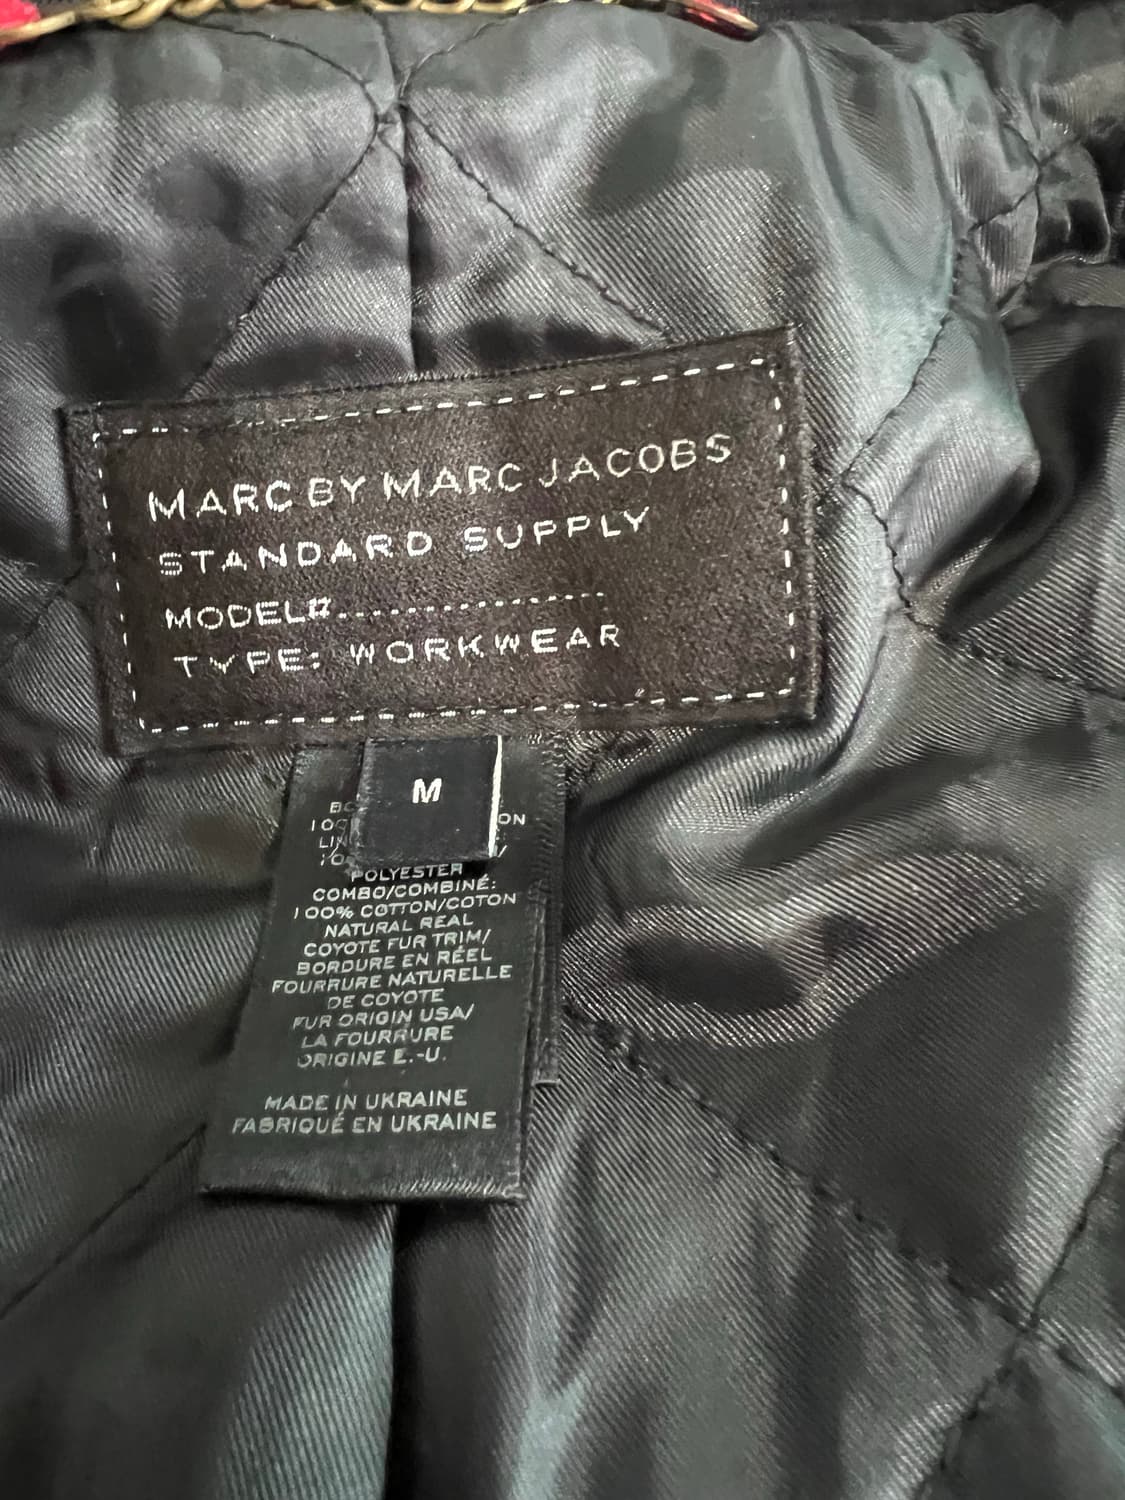 MARC BY MARC JACOBS
STANDARD SUPPLY
MODEL#..................
TYPE: WORKWEAR
M
ON
POLYESTER
COMBO/COMBINÉ:
100% COTTON/COTON
NATURAL REAL
COYOTE FUR TRIM/
BORDURE EN RÉEL
FOURRURE NATURELLE
DE COYOTE
FUR ORIGIN USA/
LA FOURRURE
ORIGINE E.-U.
MADE IN UKRAINE
FABRIQUÉ EN UKRAINE